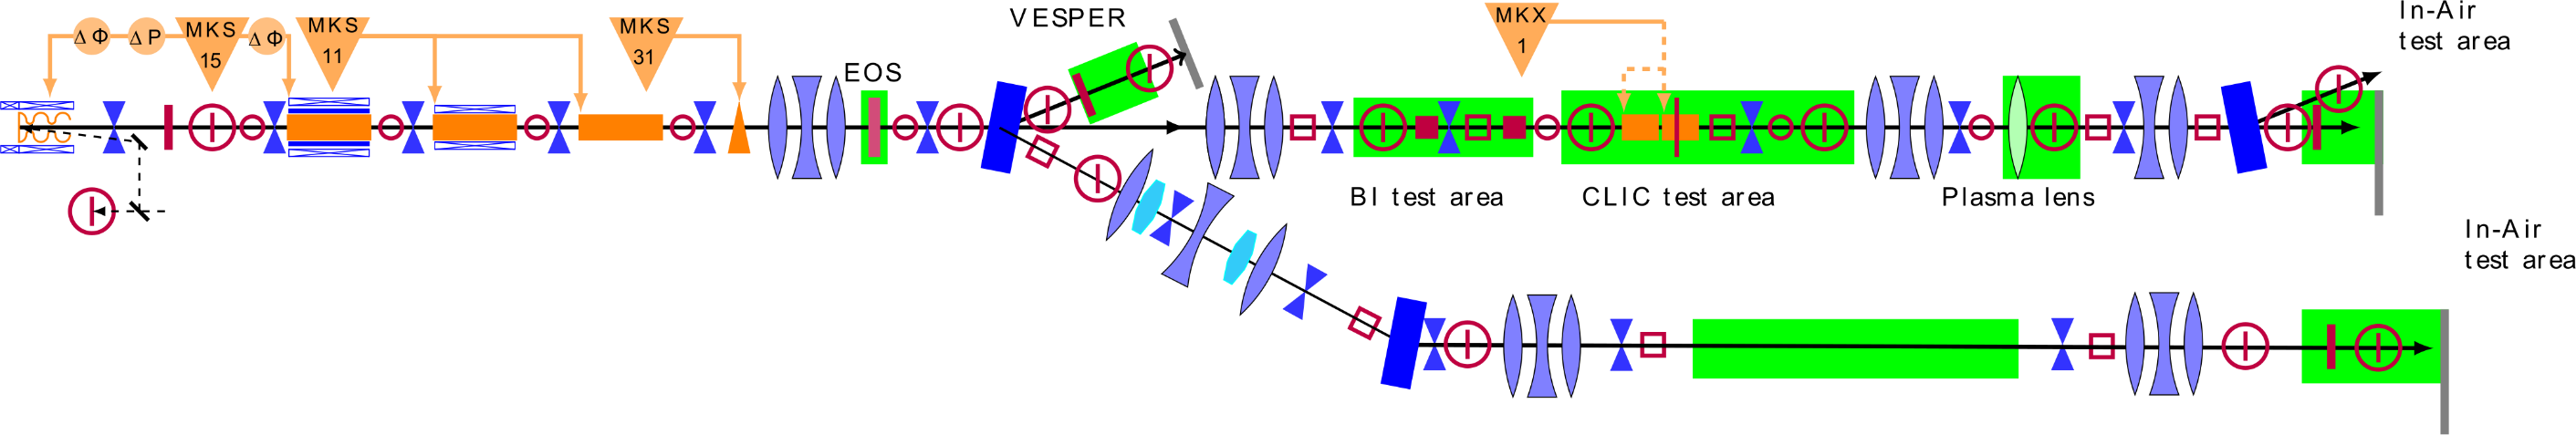 Δ Φ
Δ P
MKS
15
Δ Φ
MKS
11
MKS
31
EOS
VESPER
MKX
1
In-Air
test area
BI test area
CLIC test area
Plasma lens
In-Air
test area